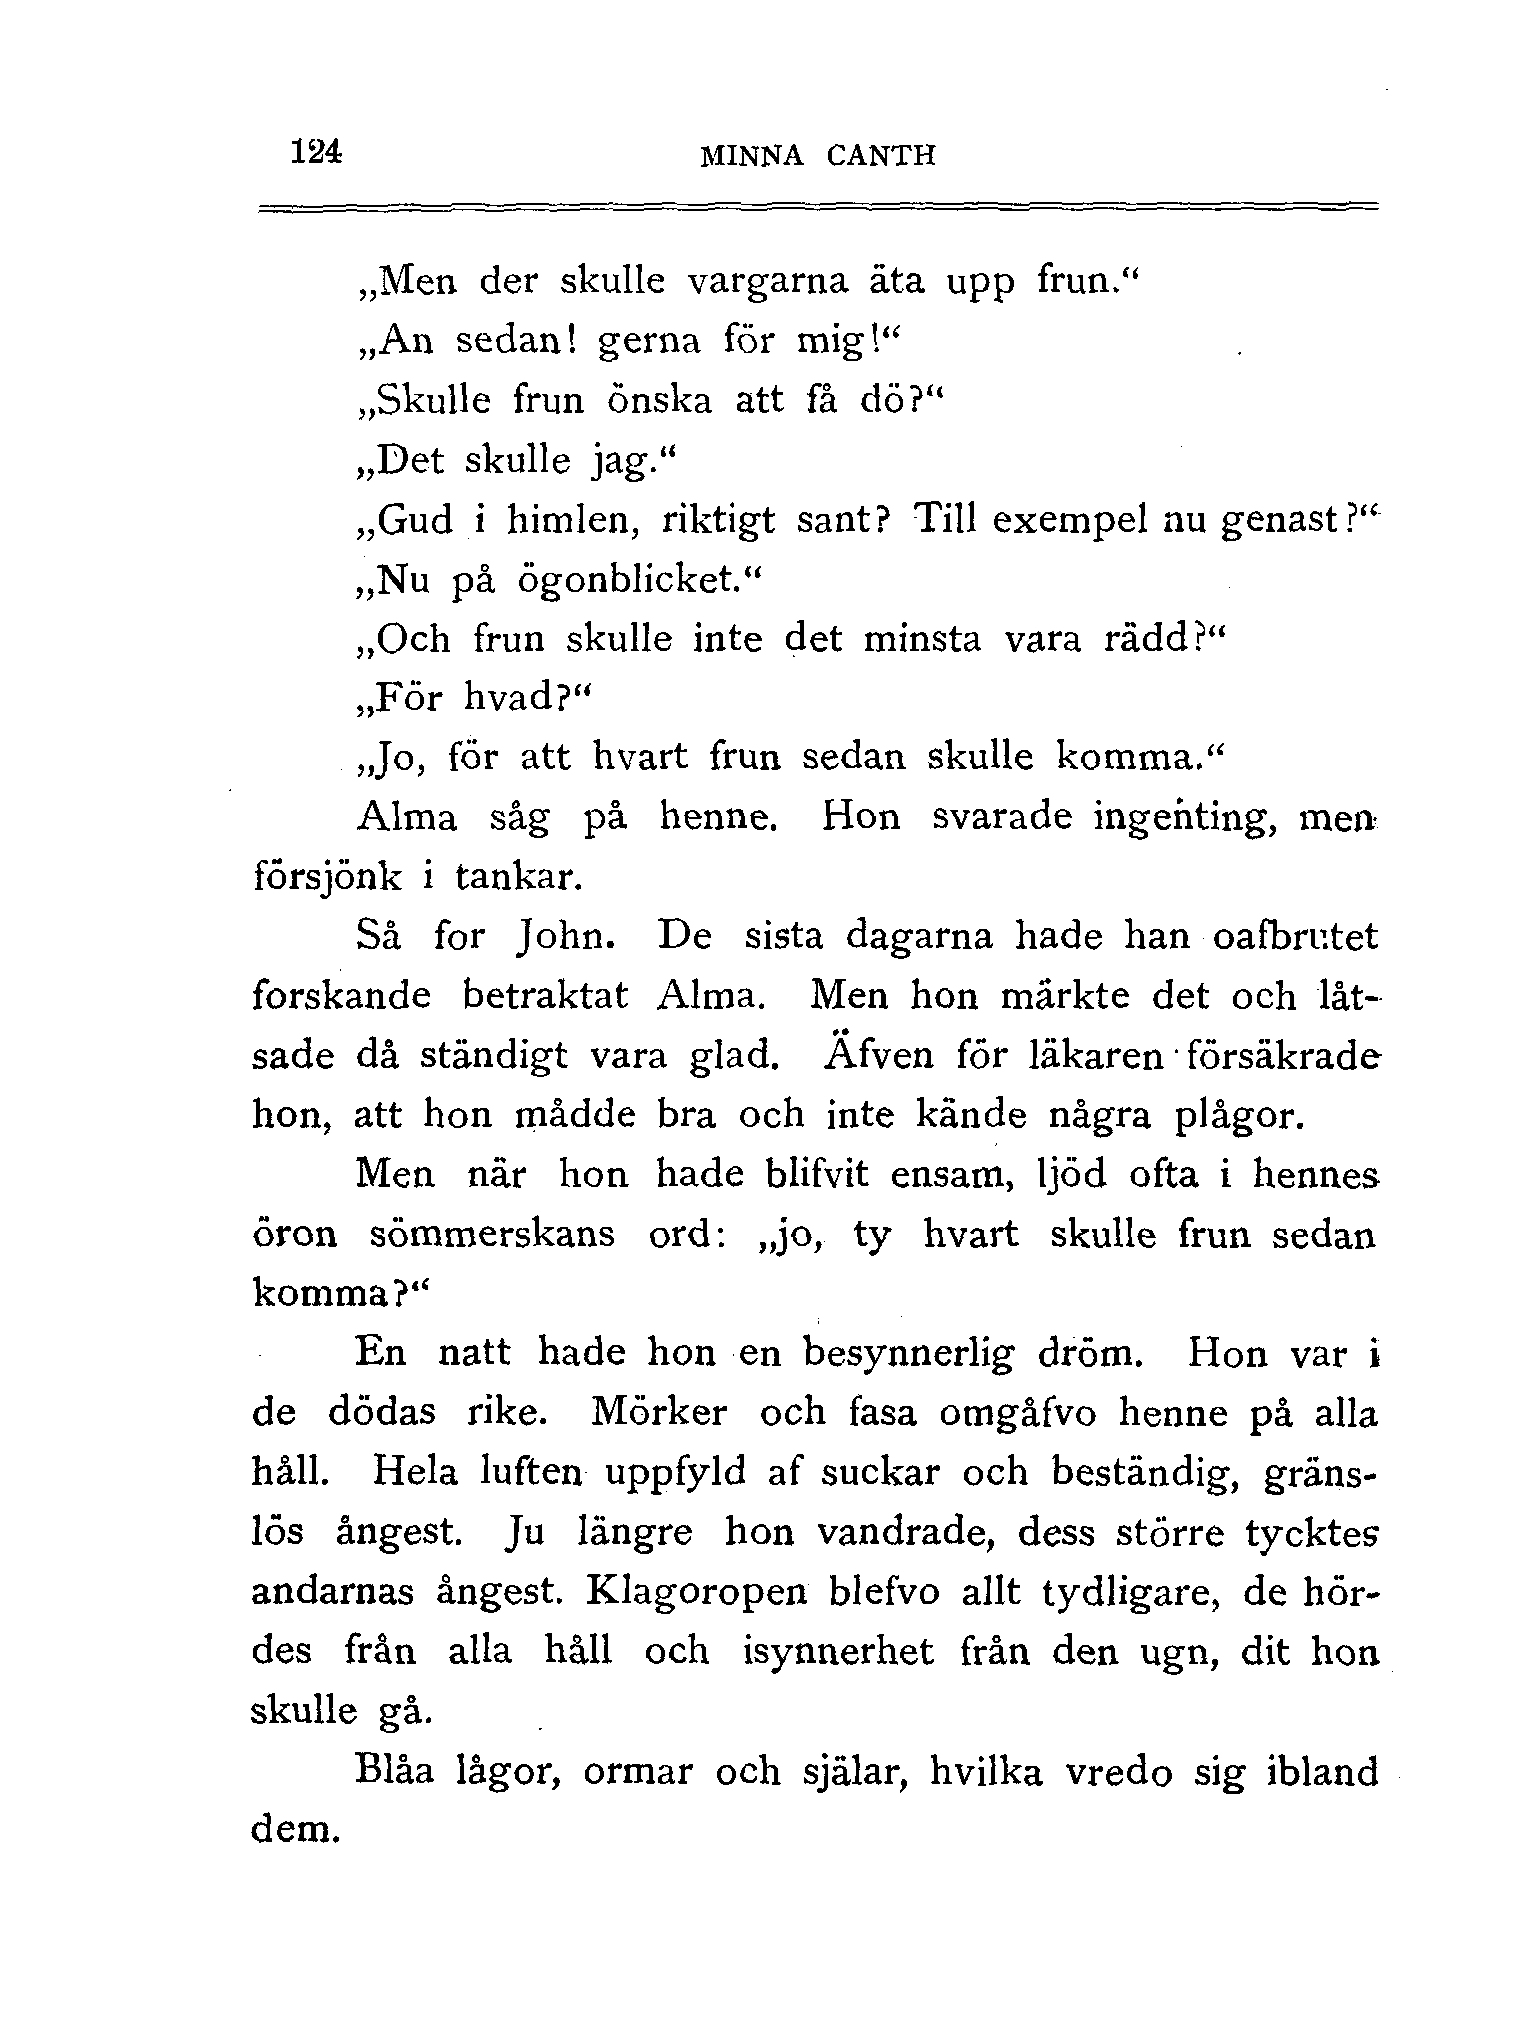 124 MINNA CANTH
„Men der skulle vargarna äta upp frun.“
„An sedan! gerna för mig!“
„Skulle frun önska att få dö?“
„Det skulle jag.“
„Gud i himlen, riktigt sant? Till exempel nu genast?“
„Nu på ögonblicket.“
„Och frun skulle inte det minsta vara rädd?“
„För hvad?“
„Jo, för att hvart frun sedan skulle komma.“
Alma såg på henne. Hon svarade ingenting, men
försjönk i tankar.
Så for John. De sista dagarna hade han oafbrutet
forskande betraktat Alma. Men hon märkte det och låt-
sade då ständigt vara glad. Äfven för läkaren försäkrade
hon, att hon mådde bra och inte kände några plågor.
Men när hon hade blifvit ensam, ljöd ofta i hennes
öron sömmerskans ord: „jo, ty hvart skulle frun sedan
komma?“
En natt hade hon en besynnerlig dröm. Hon var i
de dödas rike. Mörker och fasa omgåfvo henne på alla
håll. Hela luften uppfyld af suckar och beständig, gräns-
lös ångest. Ju längre hon vandrade, dess större tycktes
andarnas ångest. Klagoropen blefvo allt tydligare, de hör-
des från alla håll och isynnerhet från den ugn, dit hon
skulle gå.
Blåa lågor, ormar och själar, hvilka vredo sig ibland
dem.